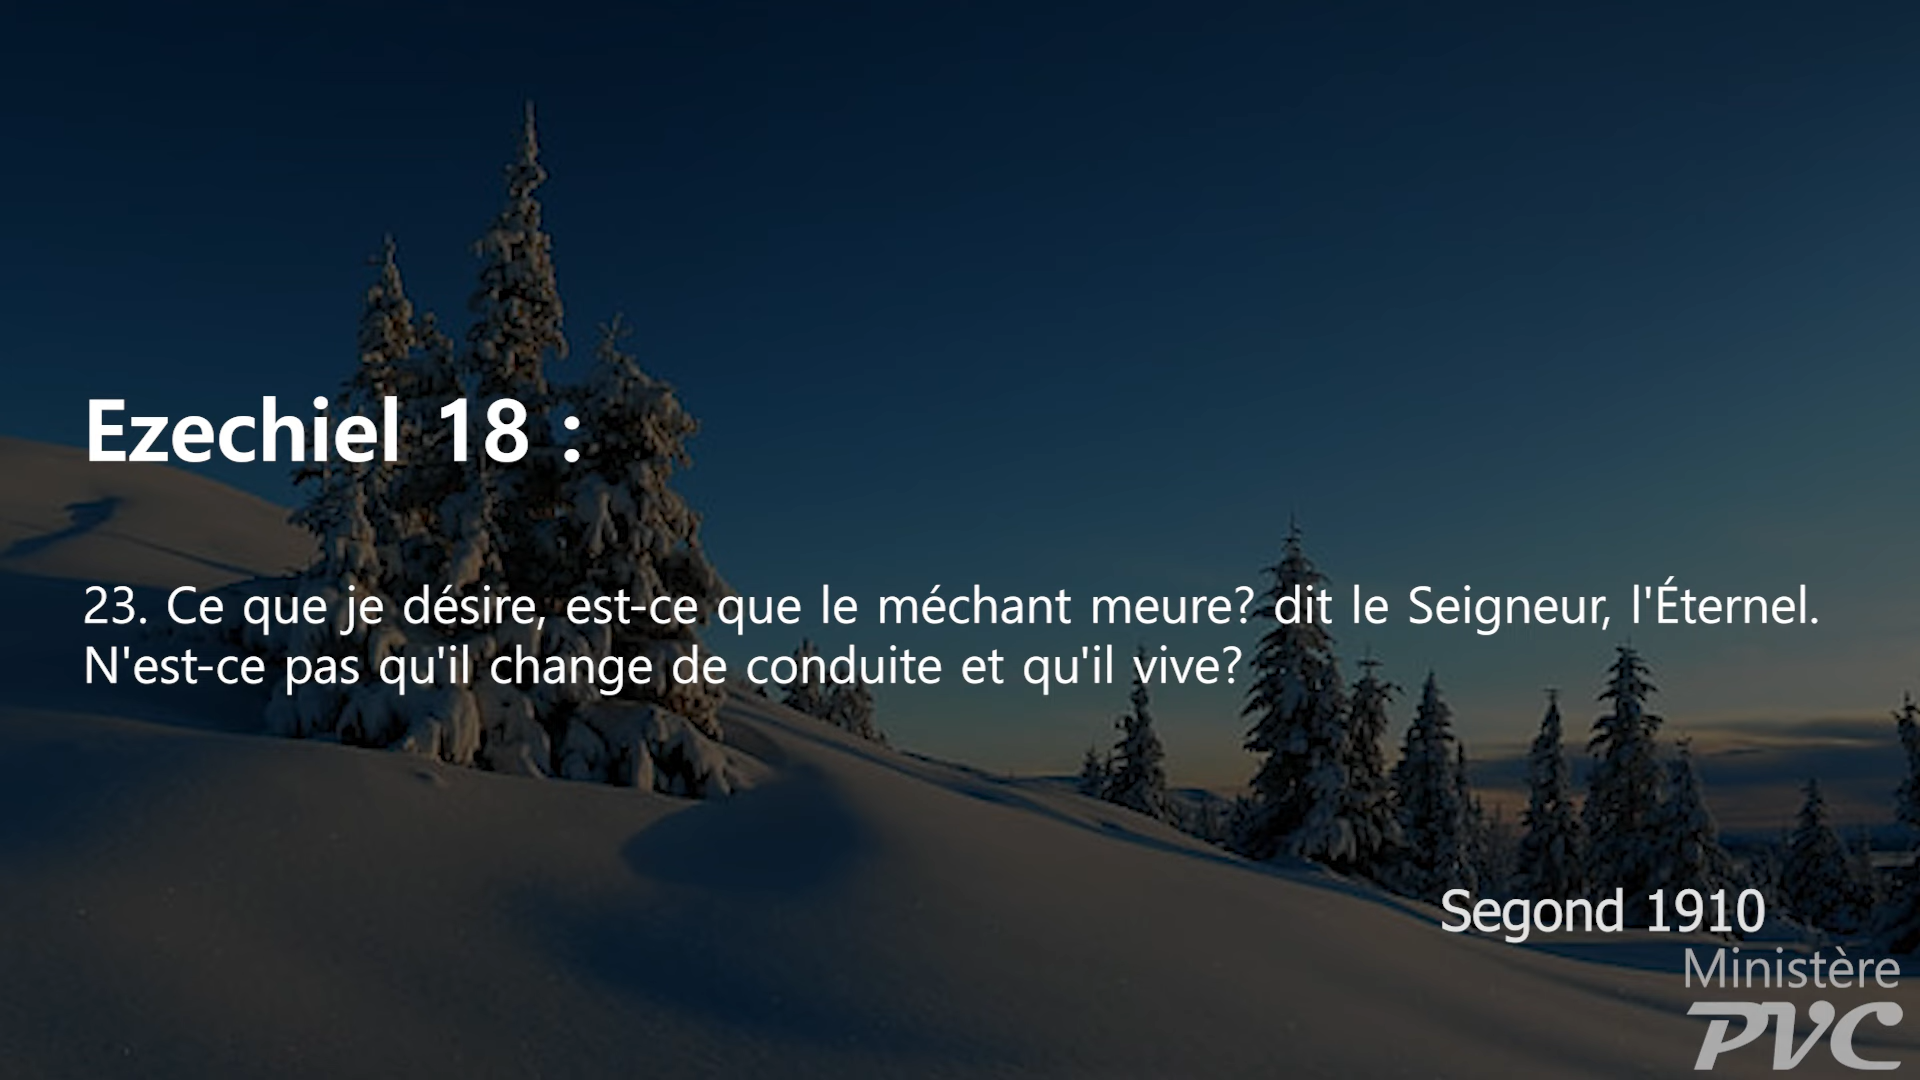 Ezechiel 18 :
23. Ce que je désire, est-ce que le méchant meure? dit le Seigneur, l'Éternel.
N'est-ce pas qu'il change de conduite et qu'il vive?
Segond 1910
Ministère
PVC